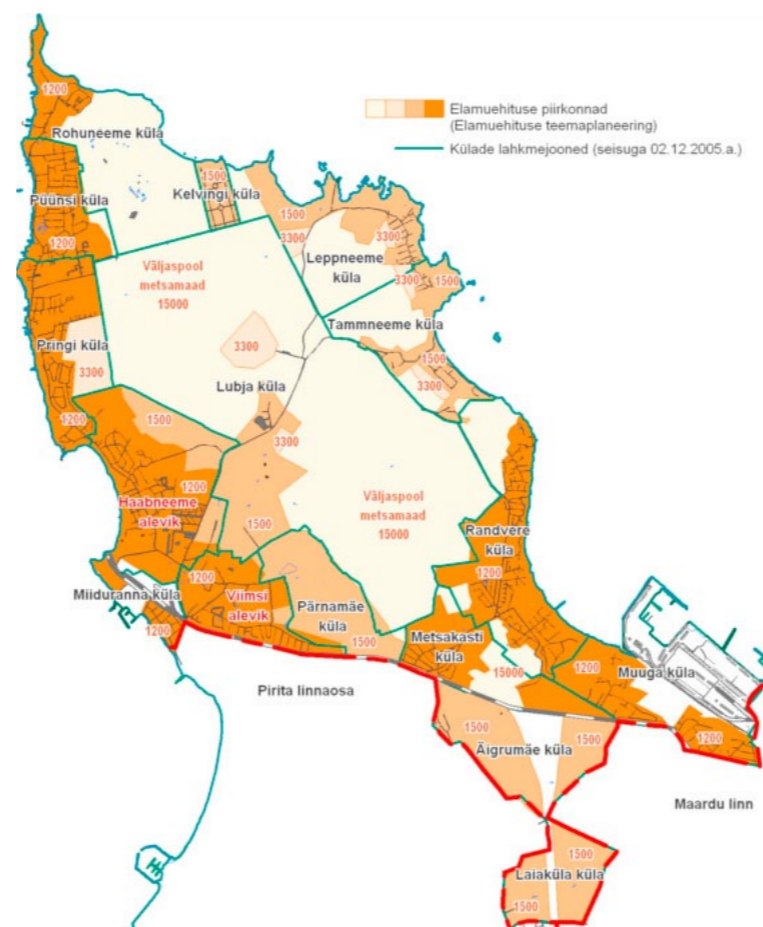 1200
Elamuehituse piirkonnad
(Elamuehituse teemaplaneering)
Rohuneeme küla
Külade lahkmejooned (seisuga 02.12.2005.a.)
1500
Kelvingi küla
Püünsi küla
1500
3300
3300
1200
Leppneeme
küla
Väljaspool
metsamaad
15000
3300
1500
Tammneeme küla
Pringi küla
3300
1500
3300
3300
Lubja küla
1200
1500
3300
1200
Väljaspool
metsamaad
15000
Haabneeme
alevik
1500
Randvere
küla
1200
1200
Miiduranna küla
Viimsi
alevik
Pärnamäe
küla
1200
1500
Metsakasti
küla
15000
1200
Muuga küla
Pirita linnaosa
1500
Äigrumäe küla
1500
1200
Maardu linn
1500
Laiaküla küla
1500